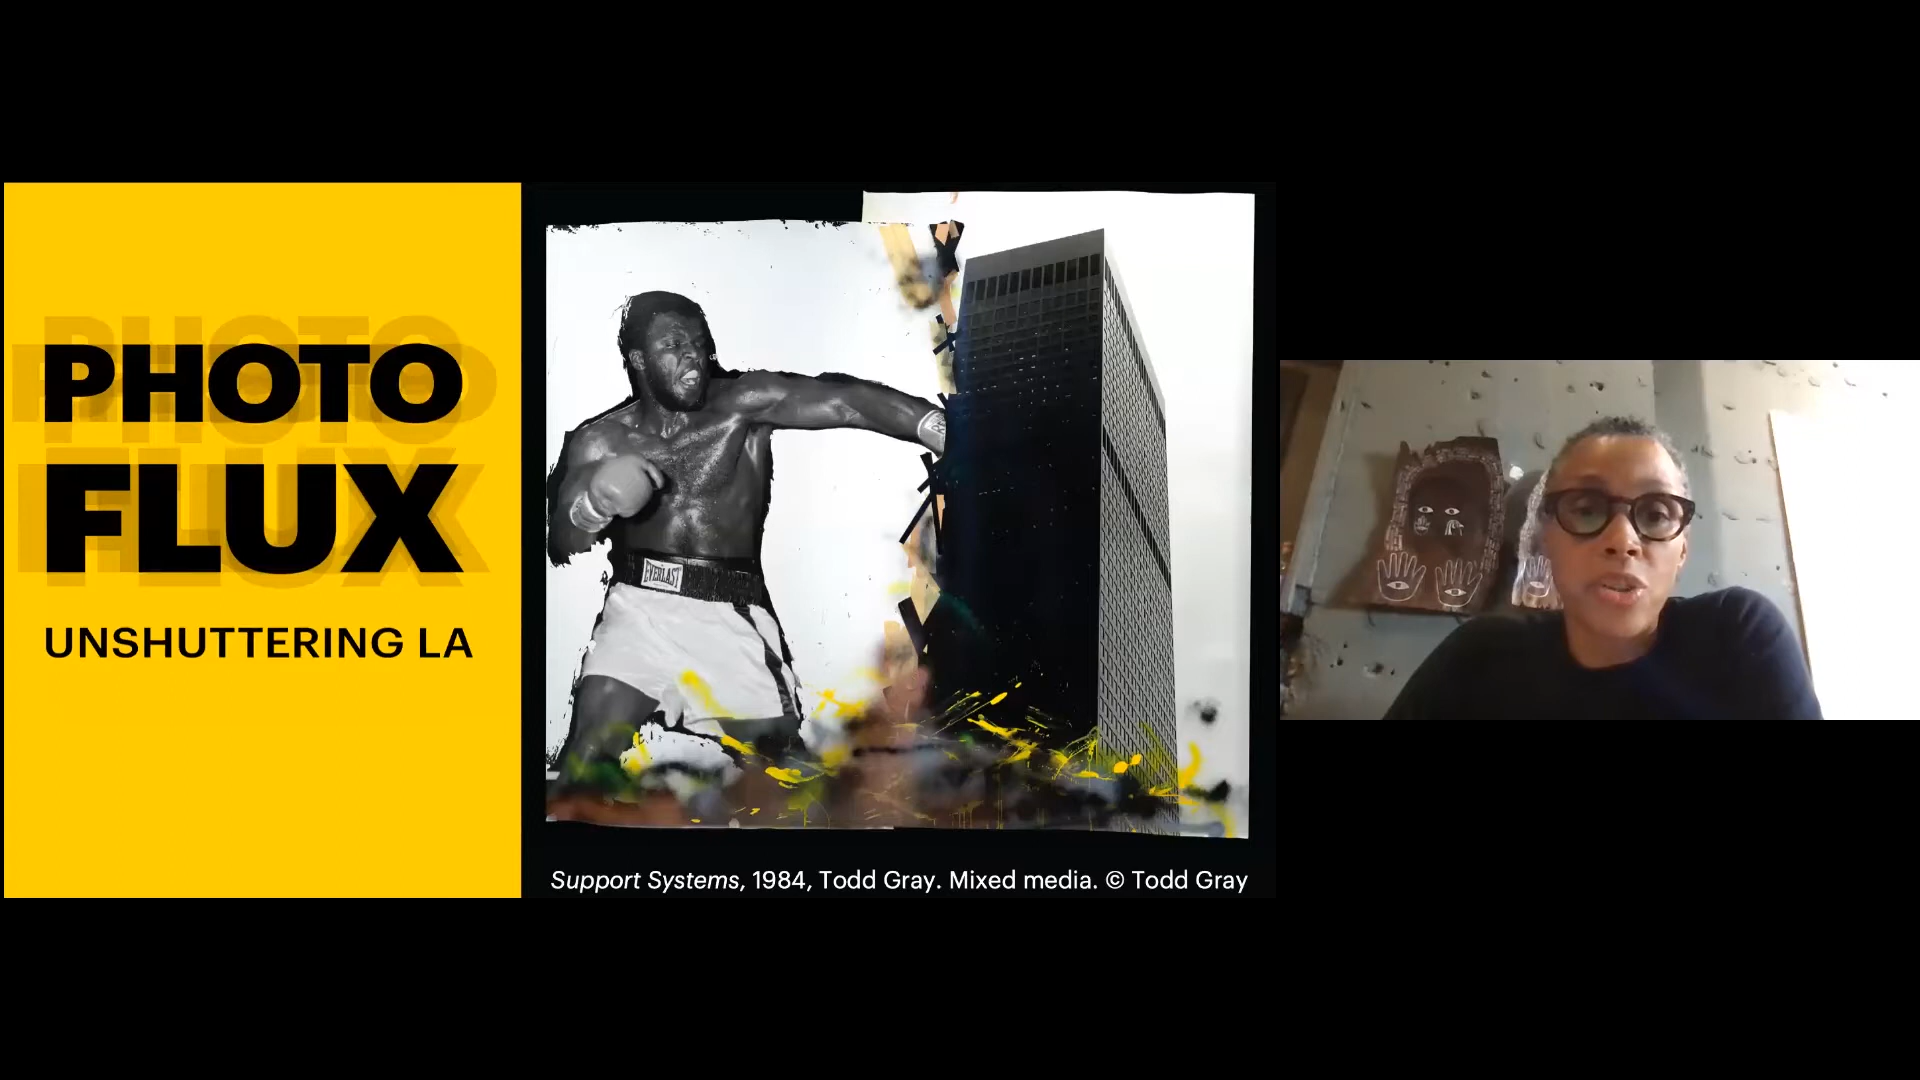 PHOTO
FLUX
UNSHUTTERING LA
EVERLAST
Support Systems, 1984, Todd Gray. Mixed media. © Todd Gray